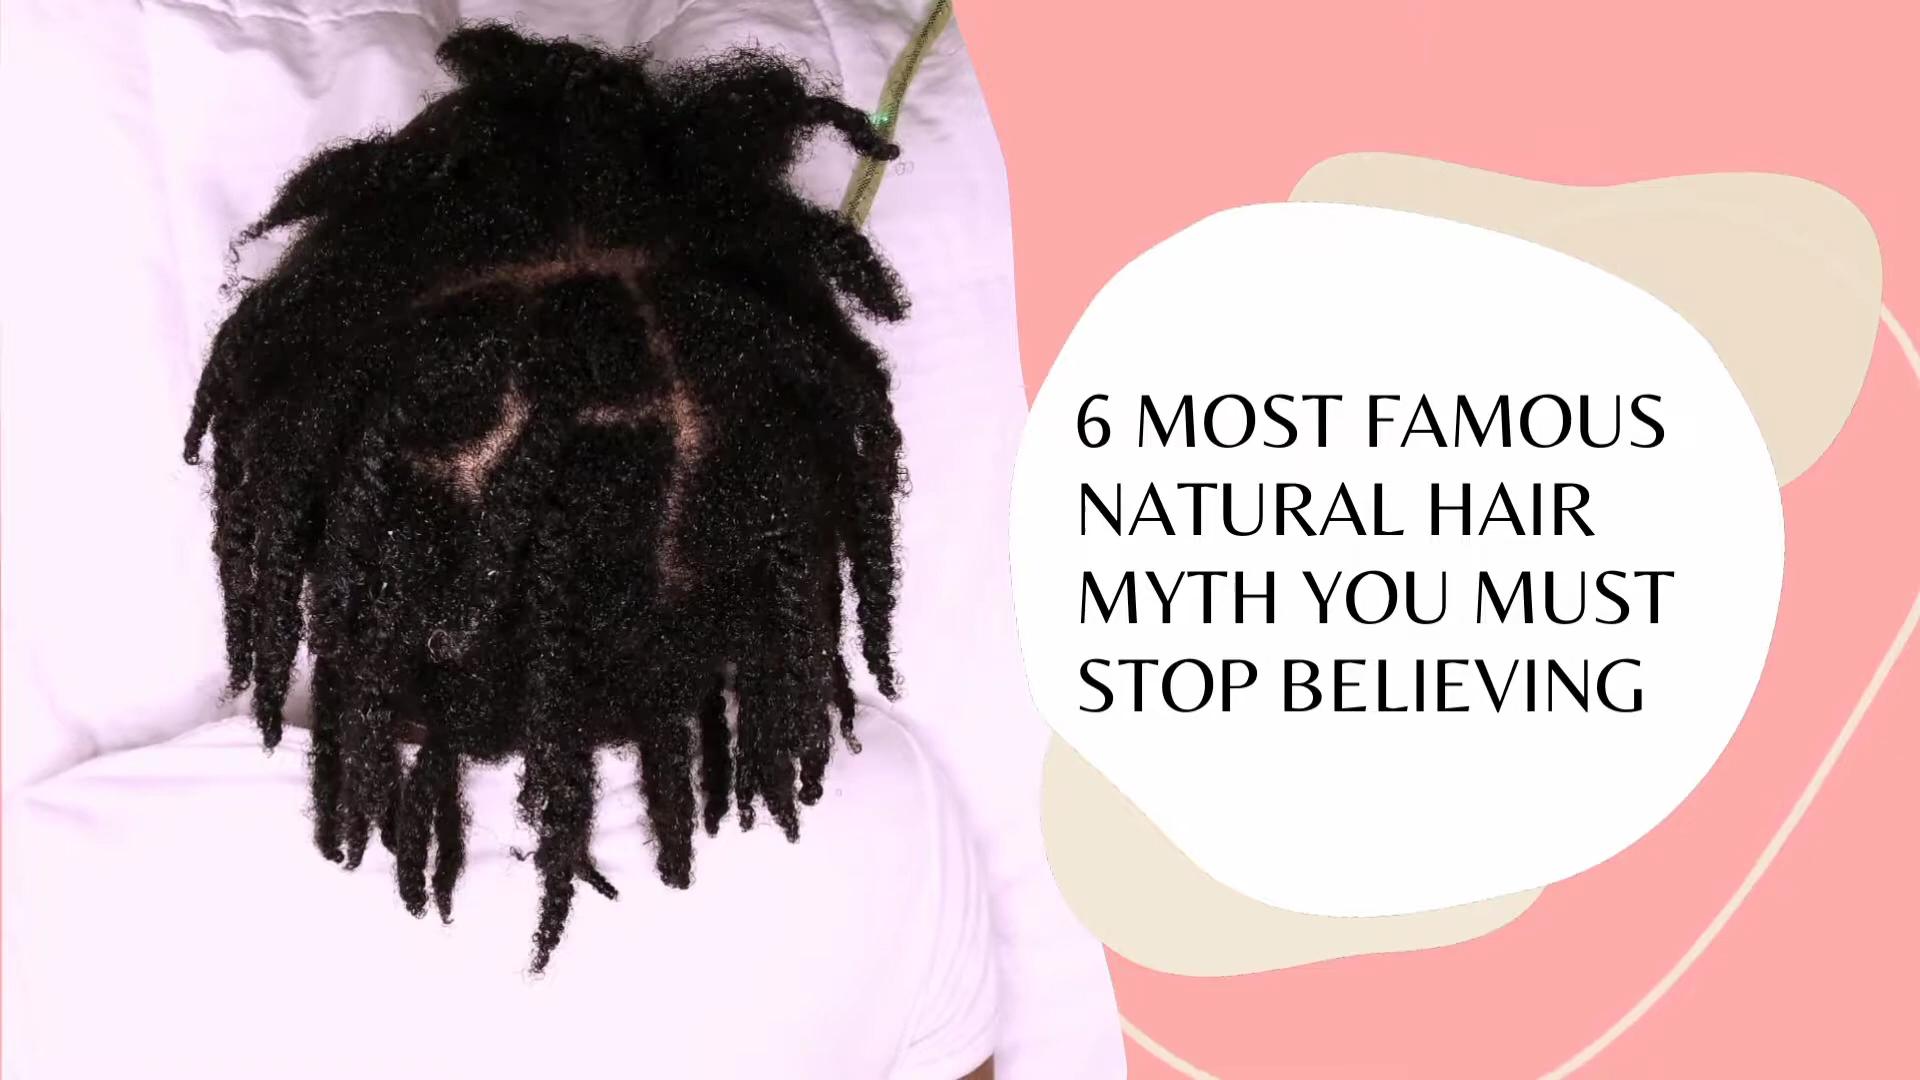 6 MOST FAMOUS
NATURAL HAIR
MYTH YOU MUST
STOP BELIEVING